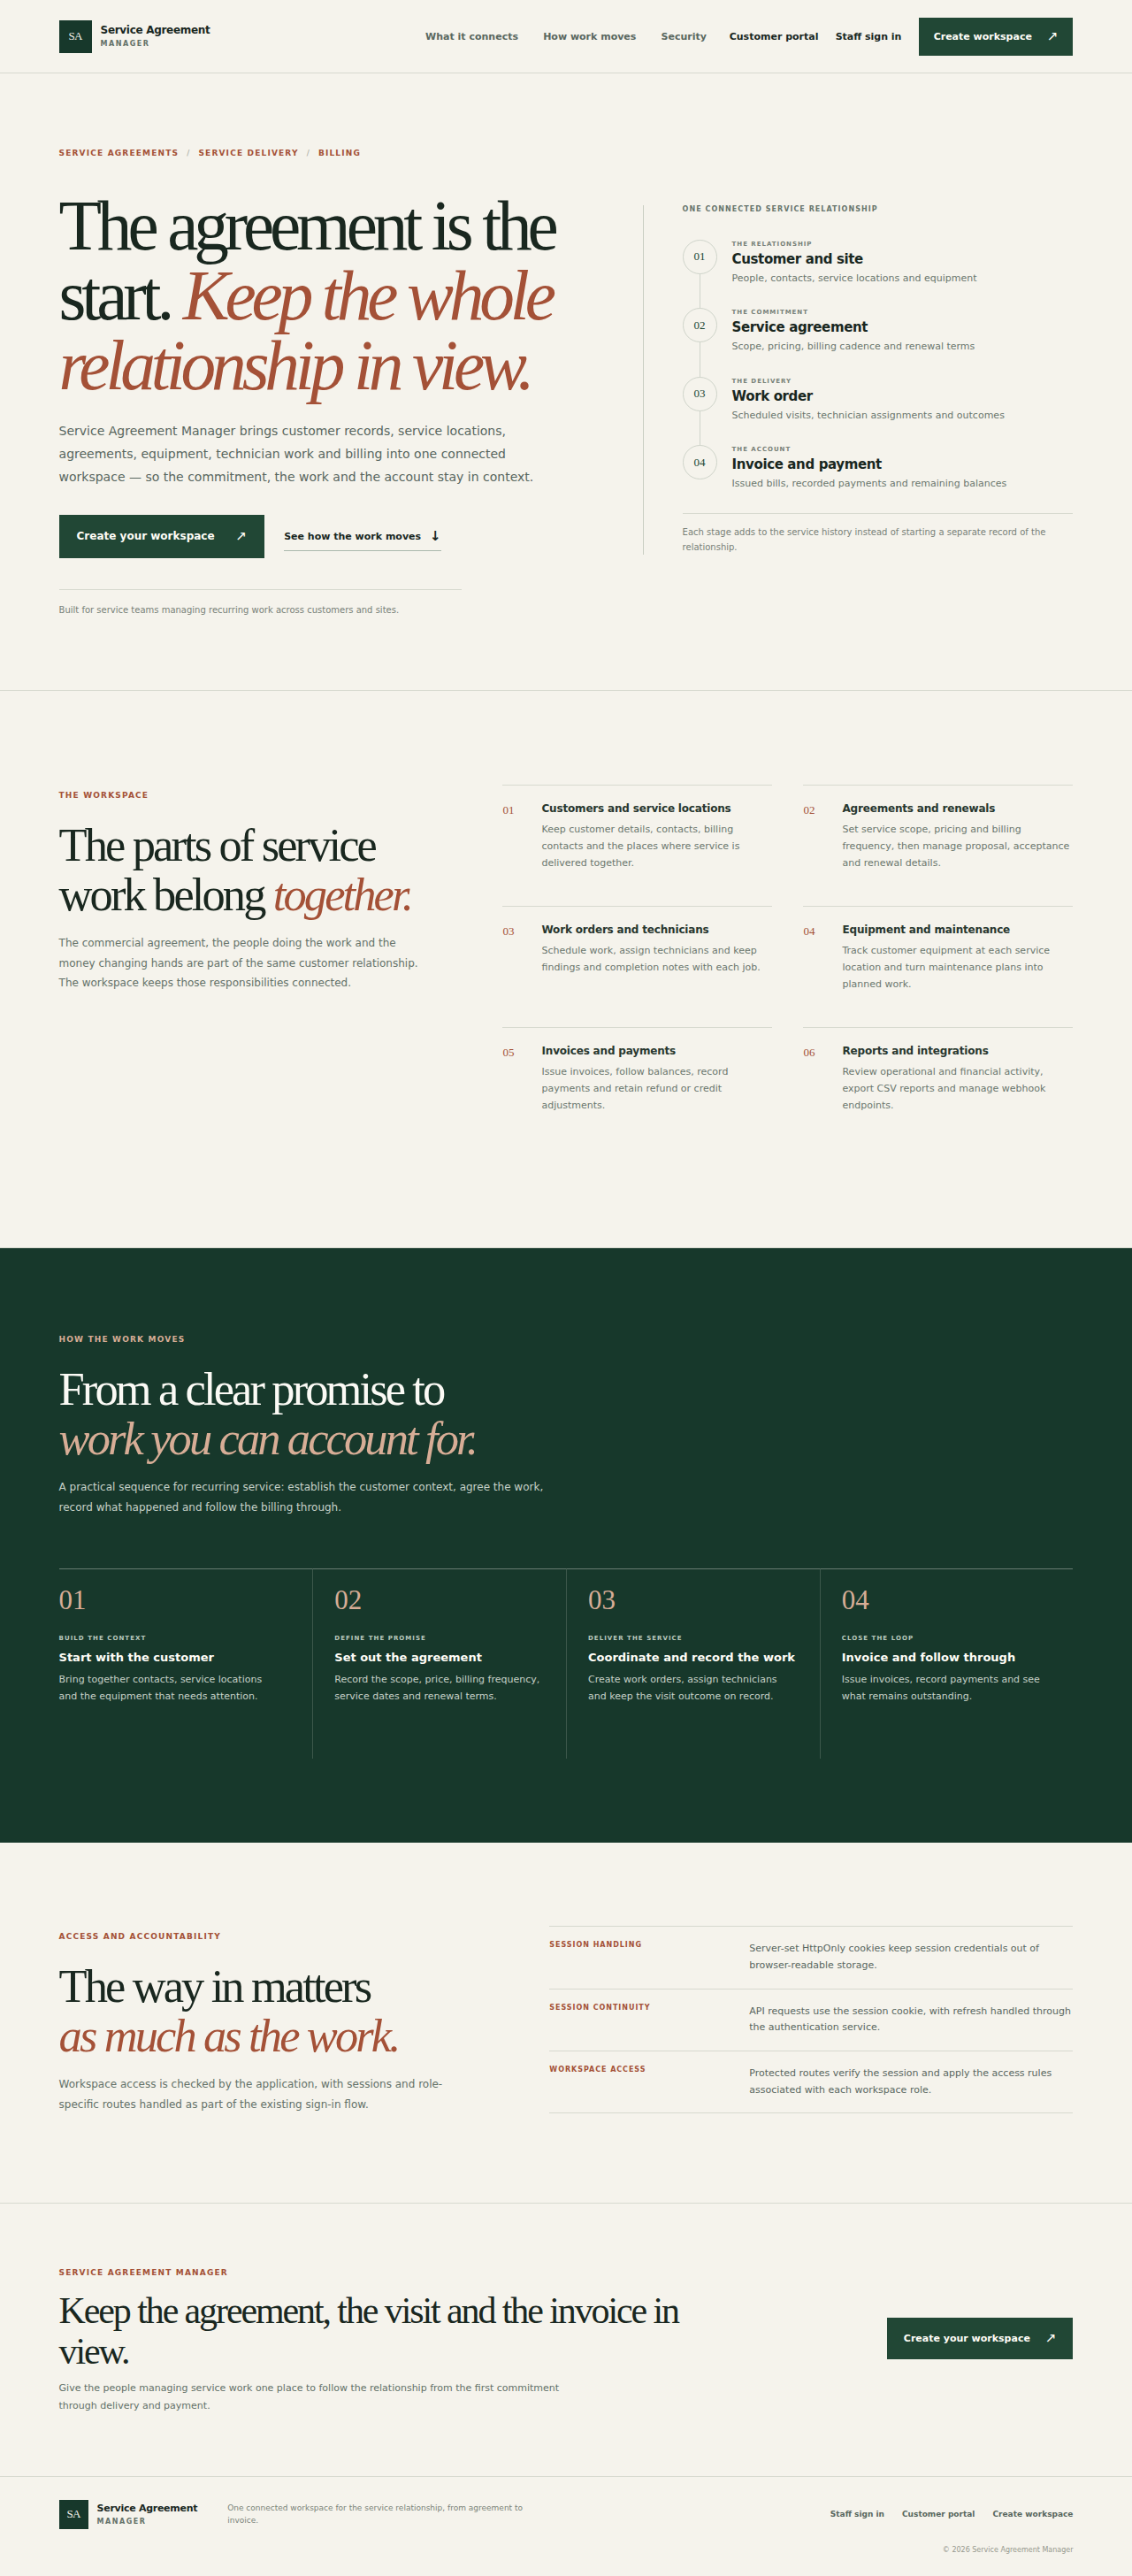 SA
Service Agreement
MANAGER
What it connects
How work moves
Security
Customer portal
Staff sign in
Create workspace ↗
SERVICE AGREEMENTS / SERVICE DELIVERY / BILLING
The agreement is the
start. Keep the whole
relationship in view.
Service Agreement Manager brings customer records, service locations,
agreements, equipment, technician work and billing into one connected
workspace — so the commitment, the work and the account stay in context.
Create your workspace ↗
See how the work moves ↓
Built for service teams managing recurring work across customers and sites.
ONE CONNECTED SERVICE RELATIONSHIP
01
THE RELATIONSHIP
Customer and site
People, contacts, service locations and equipment
02
THE COMMITMENT
Service agreement
Scope, pricing, billing cadence and renewal terms
03
THE DELIVERY
Work order
Scheduled visits, technician assignments and outcomes
04
THE ACCOUNT
Invoice and payment
Issued bills, recorded payments and remaining balances
Each stage adds to the service history instead of starting a separate record of the
relationship.
THE WORKSPACE
The parts of service
work belong together.
The commercial agreement, the people doing the work and the
money changing hands are part of the same customer relationship.
The workspace keeps those responsibilities connected.
01
Customers and service locations
Keep customer details, contacts, billing
contacts and the places where service is
delivered together.
02
Agreements and renewals
Set service scope, pricing and billing
frequency, then manage proposal, acceptance
and renewal details.
03
Work orders and technicians
Schedule work, assign technicians and keep
findings and completion notes with each job.
04
Equipment and maintenance
Track customer equipment at each service
location and turn maintenance plans into
planned work.
05
Invoices and payments
Issue invoices, follow balances, record
payments and retain refund or credit
adjustments.
06
Reports and integrations
Review operational and financial activity,
export CSV reports and manage webhook
endpoints.
HOW THE WORK MOVES
From a clear promise to
work you can account for.
A practical sequence for recurring service: establish the customer context, agree the work,
record what happened and follow the billing through.
01
BUILD THE CONTEXT
Start with the customer
Bring together contacts, service locations
and the equipment that needs attention.
02
DEFINE THE PROMISE
Set out the agreement
Record the scope, price, billing frequency,
service dates and renewal terms.
03
DELIVER THE SERVICE
Coordinate and record the work
Create work orders, assign technicians
and keep the visit outcome on record.
04
CLOSE THE LOOP
Invoice and follow through
Issue invoices, record payments and see
what remains outstanding.
ACCESS AND ACCOUNTABILITY
The way in matters
as much as the work.
Workspace access is checked by the application, with sessions and role-
specific routes handled as part of the existing sign-in flow.
SESSION HANDLING
Server-set HttpOnly cookies keep session credentials out of
browser-readable storage.
SESSION CONTINUITY
API requests use the session cookie, with refresh handled through
the authentication service.
WORKSPACE ACCESS
Protected routes verify the session and apply the access rules
associated with each workspace role.
SERVICE AGREEMENT MANAGER
Keep the agreement, the visit and the invoice in
view.
Give the people managing service work one place to follow the relationship from the first commitment
through delivery and payment.
Create your workspace ↗
SA
Service Agreement
MANAGER
One connected workspace for the service relationship, from agreement to
invoice.
Staff sign in
Customer portal
Create workspace
© 2026 Service Agreement Manager